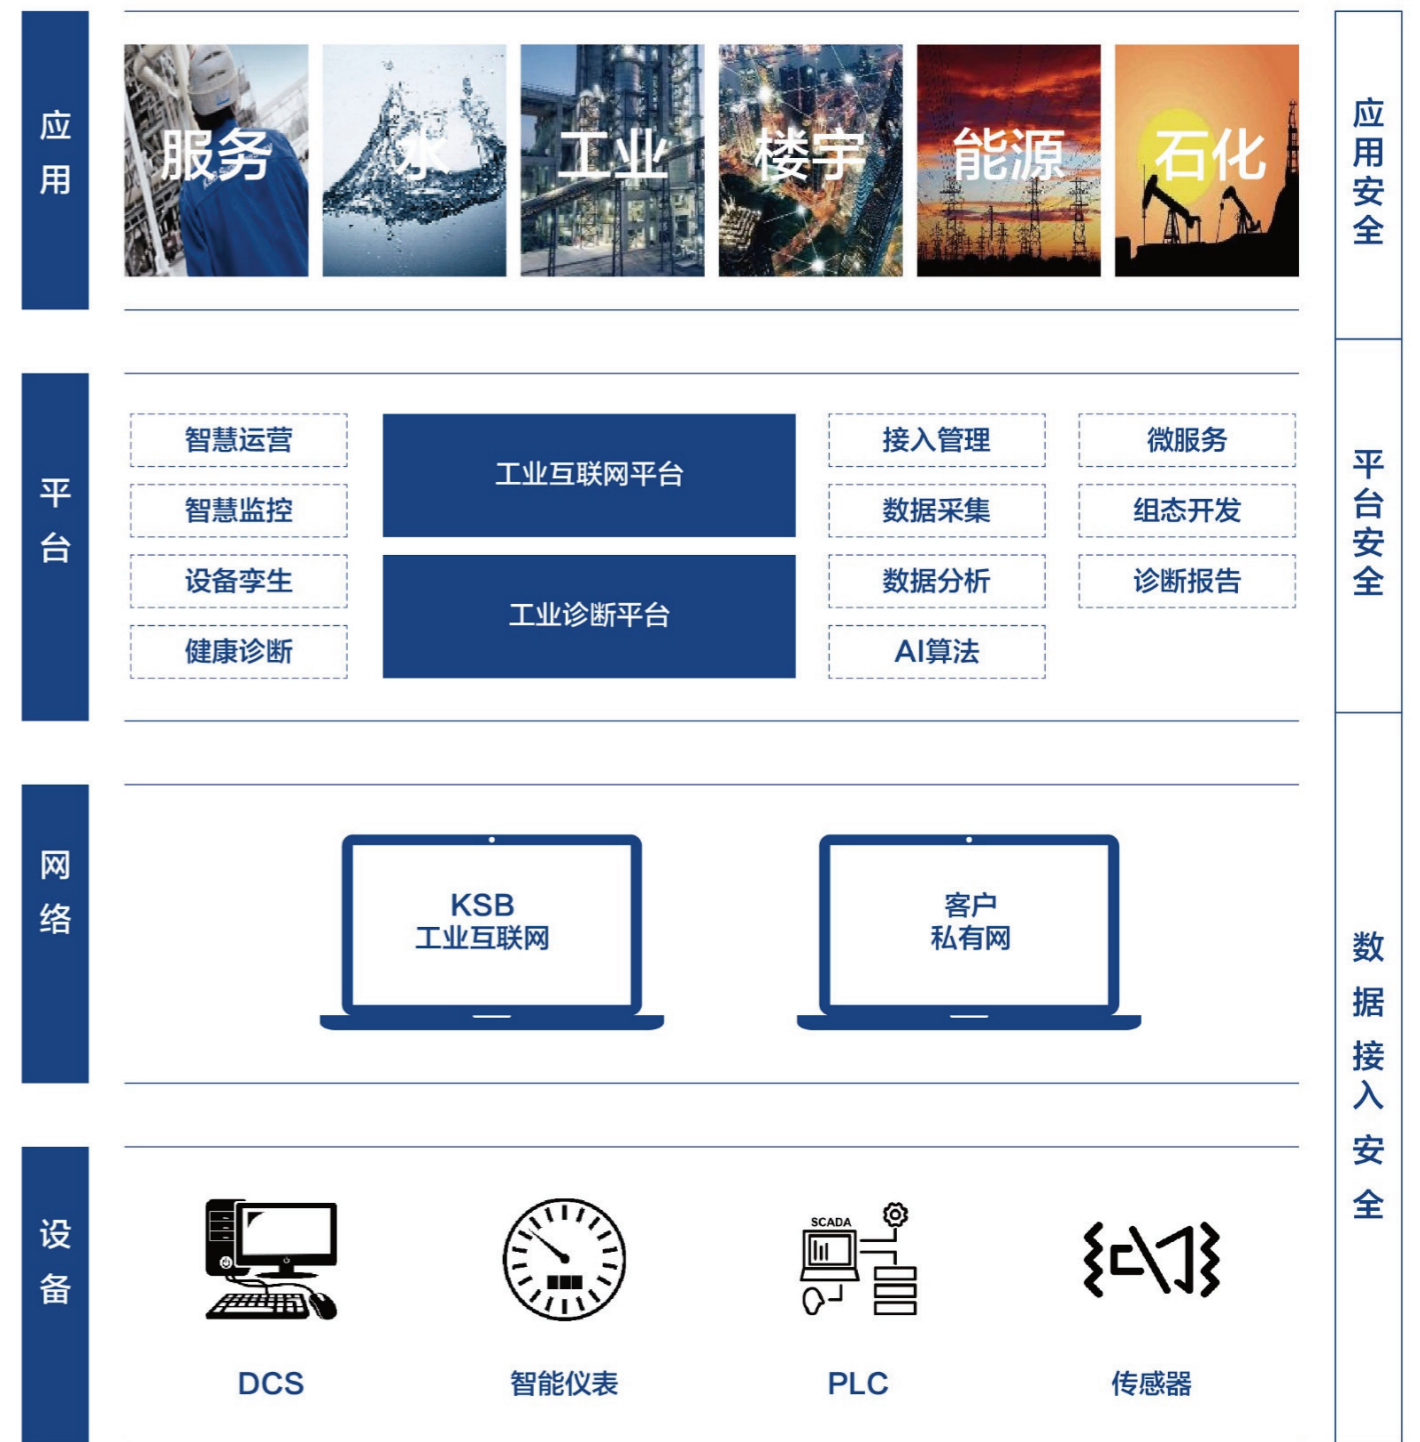 应用
服务
水
工业
楼宇
能源
石化
应用安全
平台
智慧运营
智慧监控
设备孪生
健康诊断
工业互联网平台
工业诊断平台
接入管理
数据采集
数据分析
AI算法
微服务
组态开发
诊断报告
平台安全
网络
KSB
工业互联网
客户
私有网
数据接入安全
设备
SCADA
DCS
智能仪表
PLC
传感器